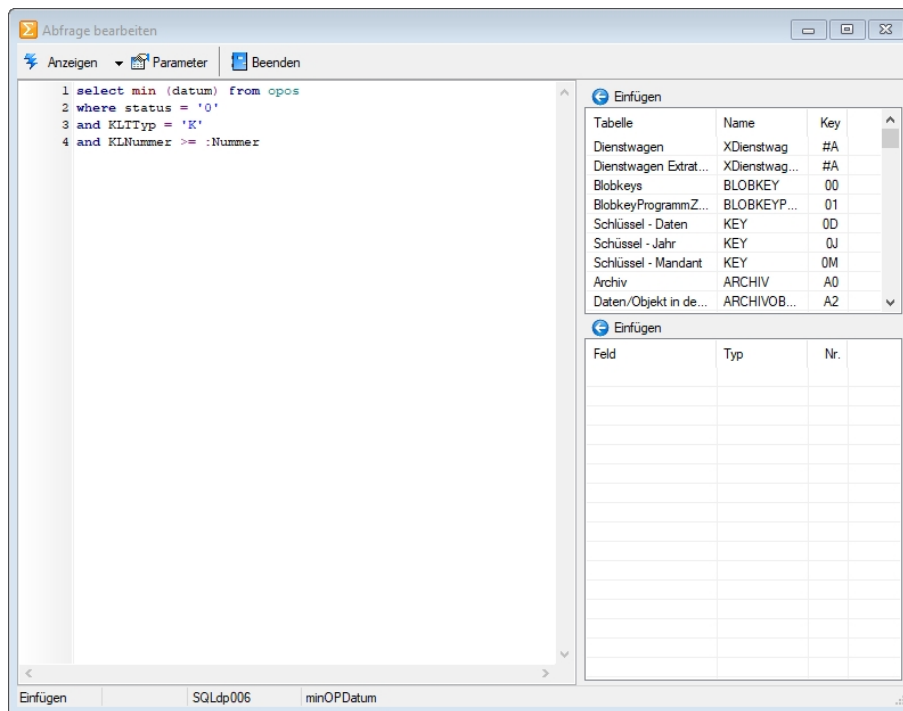 Abfrage bearbeiten
Anzeigen Parameter Beenden
1 select min (datum) from opos
2 where status = '0'
3 and KLTTyp = 'K'
4 and KLNummer >= :Nummer
Einfügen
Tabelle Name Key
Dienstwagen XDienstwag #A
Dienstwagen Extrat... XDienstwag... #A
Blobkeys BLOBKEY 00
BlobkeyProgrammZ... BLOBKEYP... 01
Schlüssel - Daten KEY 0D
Schüssel - Jahr KEY 0J
Schlüssel - Mandant KEY 0M
Archiv ARCHIV A0
Daten/Objekt in de... ARCHIVOB... A2
Einfügen
Feld Typ Nr.
Einfügen SQLdp006 minOPDatum